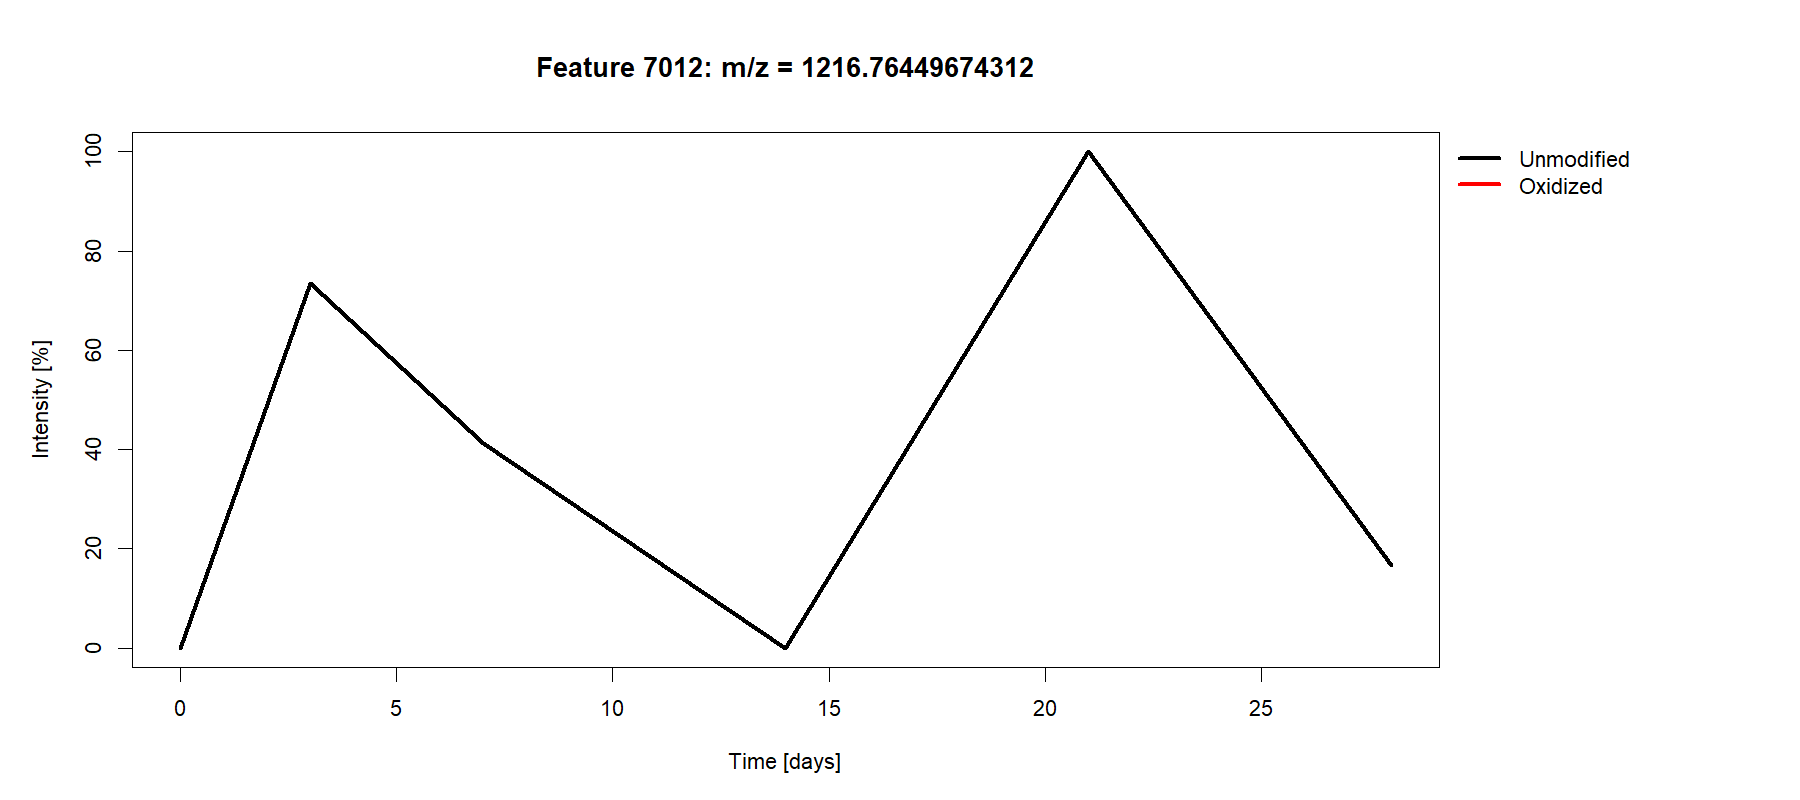 Feature 7012: m/z = 1216.76449674312
Unmodified
Oxidized
Intensity [%]
100
80
60
40
20
0
0 5 10 15 20 25
Time [days]